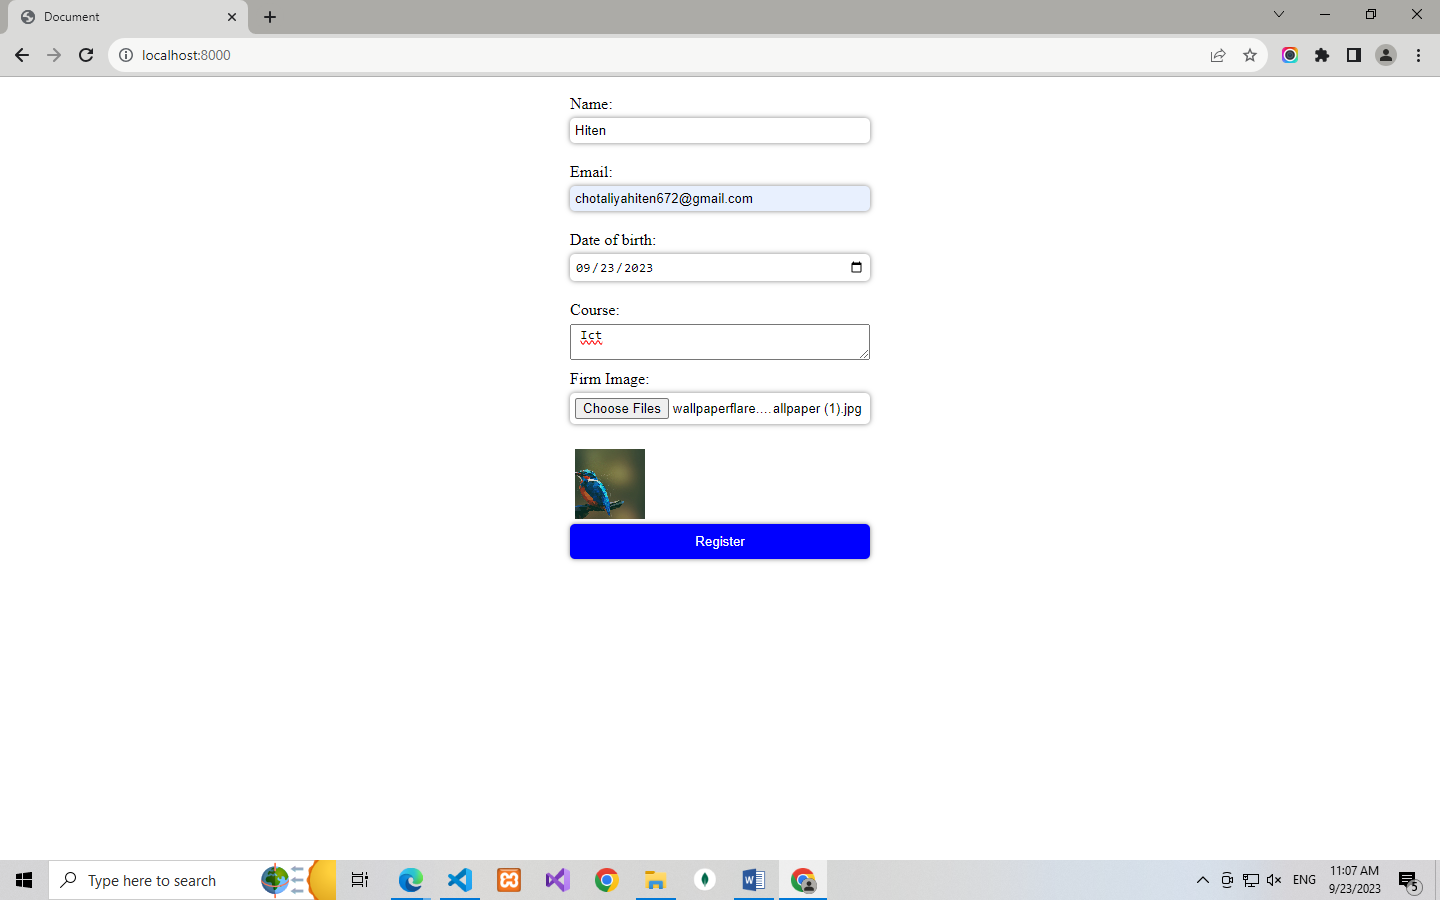 Document
localhost:8000
Name:
Hiten
Email:
chotaliyahiten672@gmail.com
Date of birth:
09/23/2023
Course:
Ict
Firm Image:
Choose Files wallpaperflare....allpaper (1).jpg
Register
Type here to search
ENG
11:07 AM
9/23/2023
5